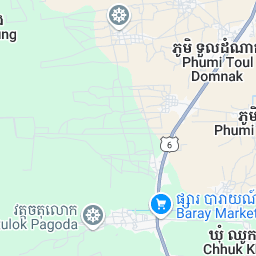 ung
ភូមិ ទួលដំណាក
Phumi Toul
Domnak
ភូមិ
Phumi
6
ផ្សារ បារាយណ៍
Baray Market
វត្តចតុលោក
ulok Pagoda
ឃុំ ឈូក
Chhuk K